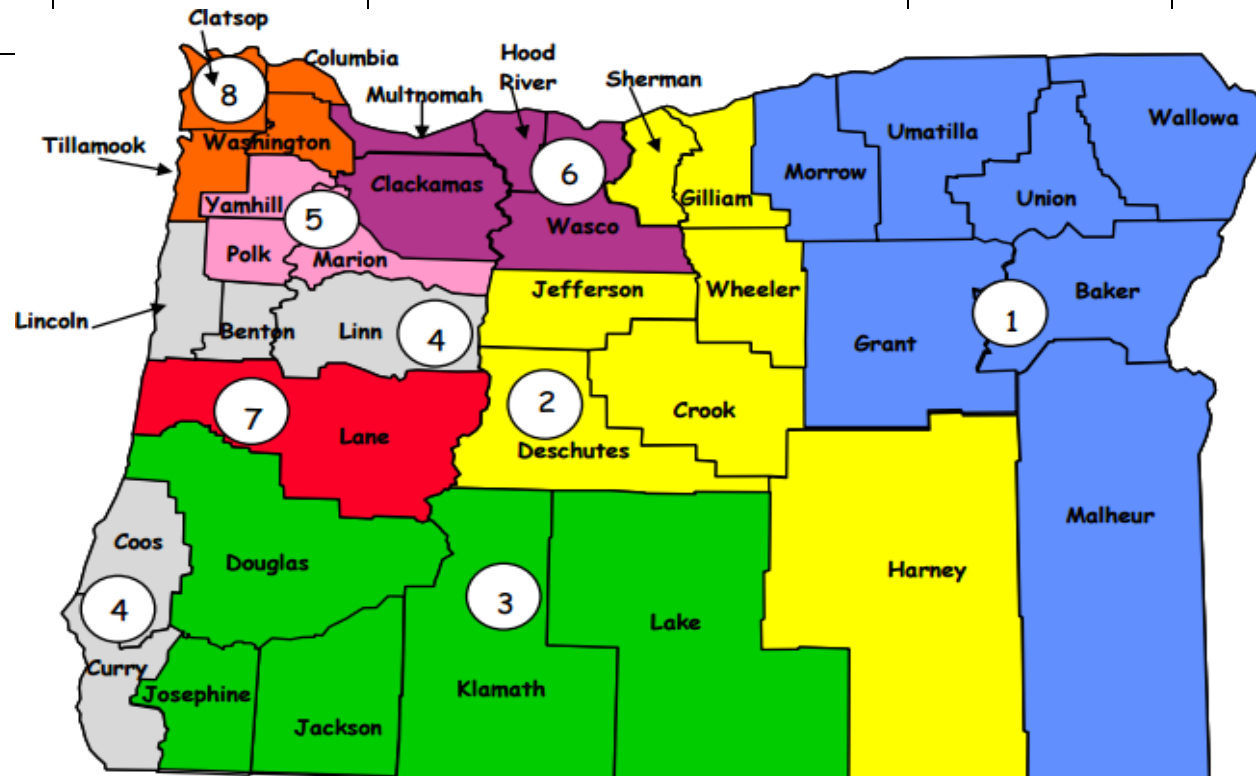 Clatsop
Columbia
Hood
River
Sherman
Multnomah
8
Tillamook
Washington
Umatilla
Wallowa
Morrow
6
Clackamas
Yamhill
5
Gilliam
Union
Wasco
Polk
Marion
Jefferson
Wheeler
Baker
Lincoln
Benton
Linn
4
Grant
1
7
2
Crook
Lane
Deschutes
Malheur
Coos
Douglas
Harney
4
3
Lake
Curry
Josephine
Klamath
Jackson